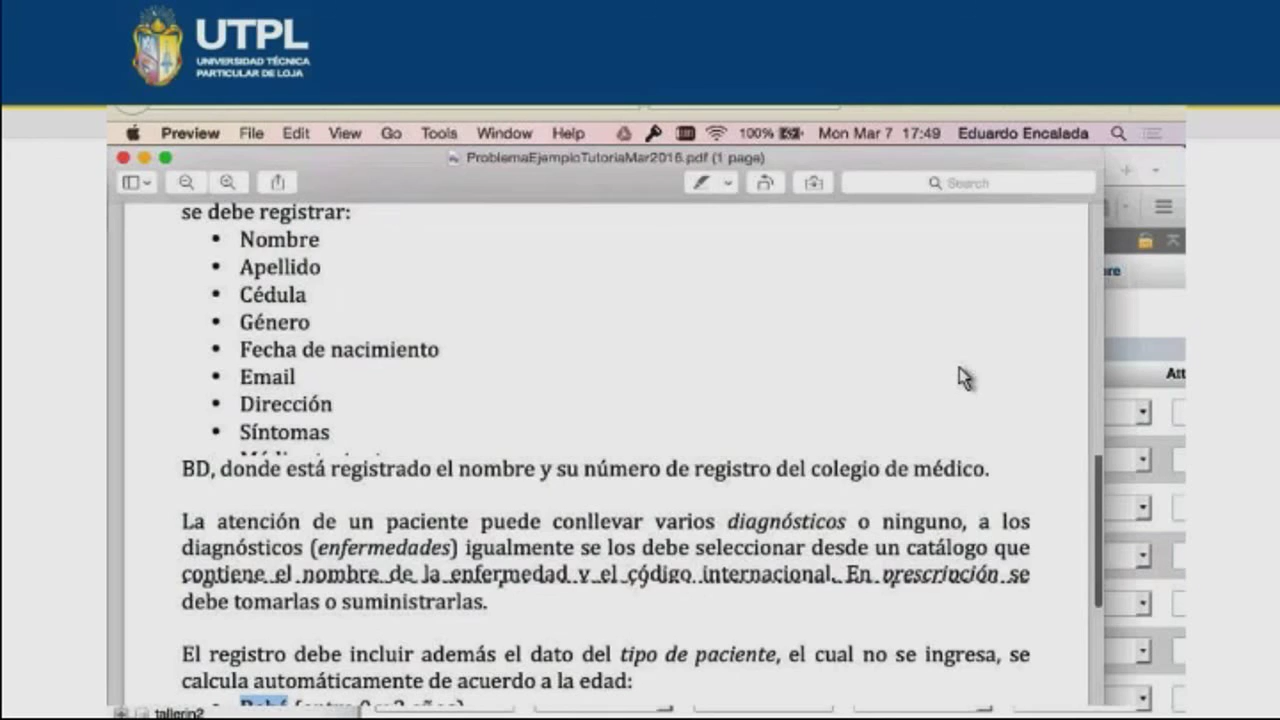 UTPL
UNIVERSIDAD TÉCNICA
PARTICULAR DE LOJA
Preview File Edit View Go Tools Window Help 100% Mon Mar 7 17:49 Eduardo Encalada
ProblemaEjemploTutoriaMar2016.pdf (1 page)
Search
se debe registrar:
• Nombre
• Apellido
• Cédula
• Género
• Fecha de nacimiento
• Email
• Dirección
• Síntomas
BD, donde está registrado el nombre y su número de registro del colegio de médico.
La atención de un paciente puede conllevar varios diagnósticos o ninguno, a los
diagnósticos (enfermedades) igualmente se los debe seleccionar desde un catálogo que
contiene el nombre de la enfermedad y el código internacional. En prescripción se
debe tomarlas o suministrarlas.
El registro debe incluir además el dato del tipo de paciente, el cual no se ingresa, se
calcula automáticamente de acuerdo a la edad:
re
Att
tallerin2